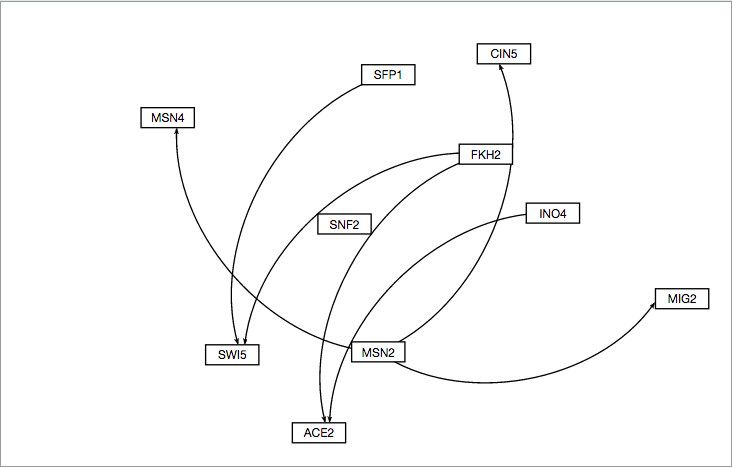 CIN5
SFP1
MSN4
FKH2
INO4
SNF2
MIG2
MSN2
SWI5
ACE2